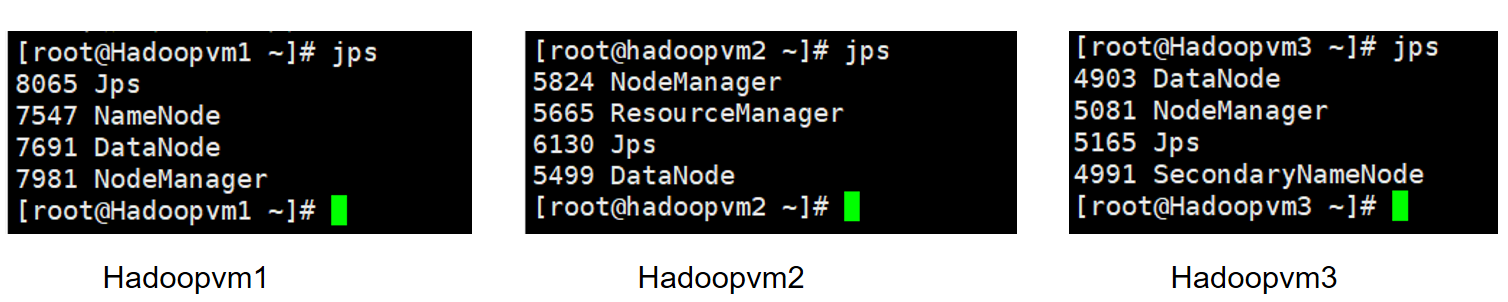 [root@Hadoopvm1 ~]# jps
8065 Jps
7547 NameNode
7691 DataNode
7981 NodeManager
[root@Hadoopvm1 ~]#
Hadoopvm1
[root@hadoopvm2 ~]# jps
5824 NodeManager
5665 ResourceManager
6130 Jps
5499 DataNode
[root@hadoopvm2 ~]#
Hadoopvm2
[root@Hadoopvm3 ~]# jps
4903 DataNode
5081 NodeManager
5165 Jps
4991 SecondaryNameNode
[root@Hadoopvm3 ~]#
Hadoopvm3